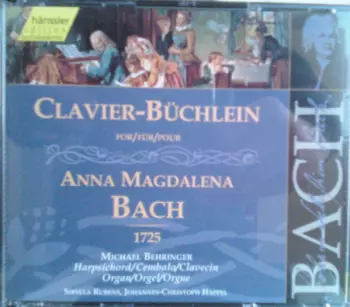 hänssler
CLAVIER-BÜCHLEIN
FOR/FÜR/POUR
ANNA MAGDALENA
BACH
1725
MICHAEL BEHRINGER
Harpsichord/Cembalo/Clavecin
Organ/Orgel/Orgue
SIBYLLA RUBENS, JOHANNES-CHRISTOPH HAPPEL
BACH